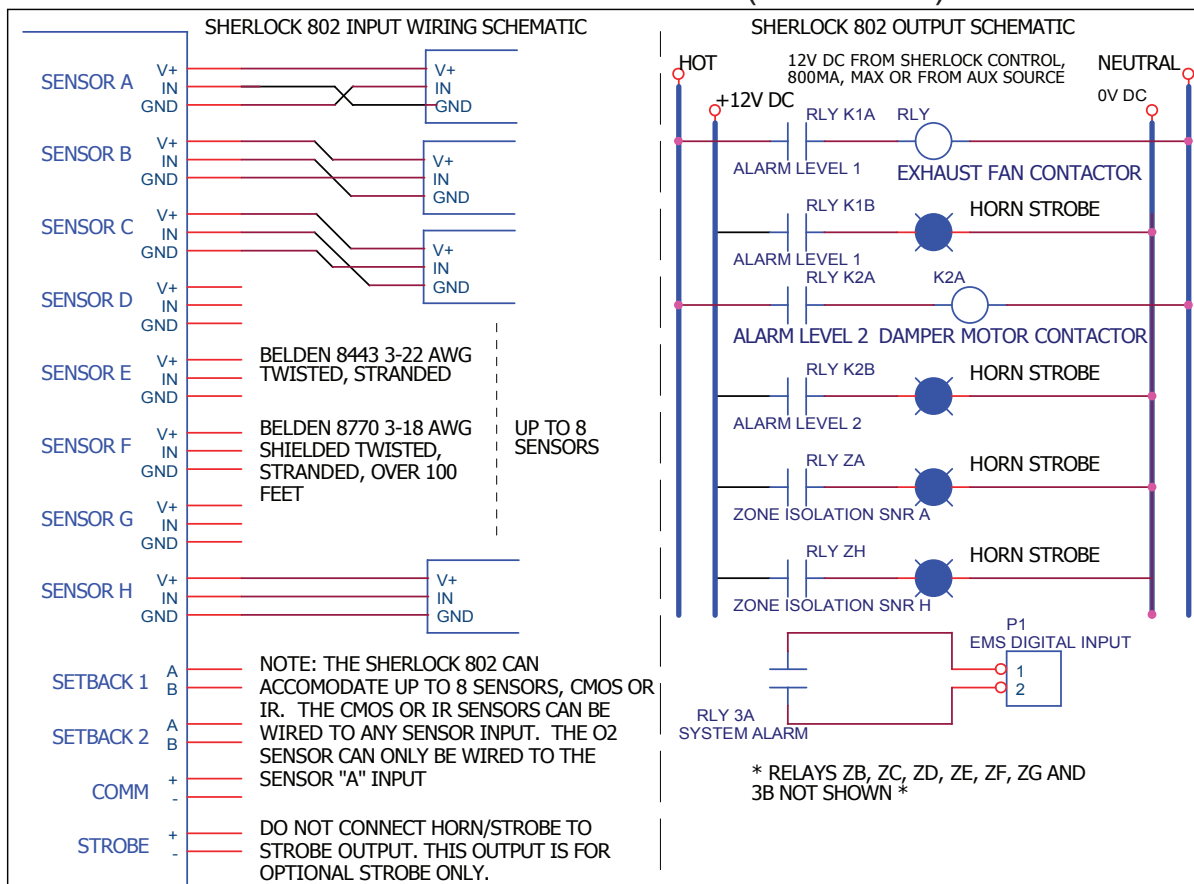 SHERLOCK 802 INPUT WIRING SCHEMATIC
SENSOR A
V+
IN
GND
V+
IN
GND
SENSOR B
V+
IN
GND
V+
IN
GND
SENSOR C
V+
IN
GND
V+
IN
GND
SENSOR D
V+
IN
GND
SENSOR E
V+
IN
GND
BELDEN 8443 3-22 AWG
TWISTED, STRANDED
SENSOR F
V+
IN
GND
BELDEN 8770 3-18 AWG
SHIELDED TWISTED,
STRANDED, OVER 100
FEET
UP TO 8
SENSORS
SENSOR G
V+
IN
GND
SENSOR H
V+
IN
GND
V+
IN
GND
SETBACK 1
A
B
SETBACK 2
A
B
COMM
+
-
STROBE
+
-
NOTE: THE SHERLOCK 802 CAN
ACCOMODATE UP TO 8 SENSORS, CMOS OR
IR. THE CMOS OR IR SENSORS CAN BE
WIRED TO ANY SENSOR INPUT. THE O2
SENSOR CAN ONLY BE WIRED TO THE
SENSOR "A" INPUT
DO NOT CONNECT HORN/STROBE TO
STROBE OUTPUT. THIS OUTPUT IS FOR
OPTIONAL STROBE ONLY.
SHERLOCK 802 OUTPUT SCHEMATIC
HOT
12V DC FROM SHERLOCK CONTROL,
800MA, MAX OR FROM AUX SOURCE
NEUTRAL
+12V DC
0V DC
RLY K1A
RLY
ALARM LEVEL 1
EXHAUST FAN CONTACTOR
RLY K1B
HORN STROBE
ALARM LEVEL 1
RLY K2A
K2A
ALARM LEVEL 2
DAMPER MOTOR CONTACTOR
RLY K2B
HORN STROBE
ALARM LEVEL 2
RLY ZA
HORN STROBE
ZONE ISOLATION SNR A
RLY ZH
HORN STROBE
ZONE ISOLATION SNR H
P1
EMS DIGITAL INPUT
1
2
RLY 3A
SYSTEM ALARM
* RELAYS ZB, ZC, ZD, ZE, ZF, ZG AND
3B NOT SHOWN *